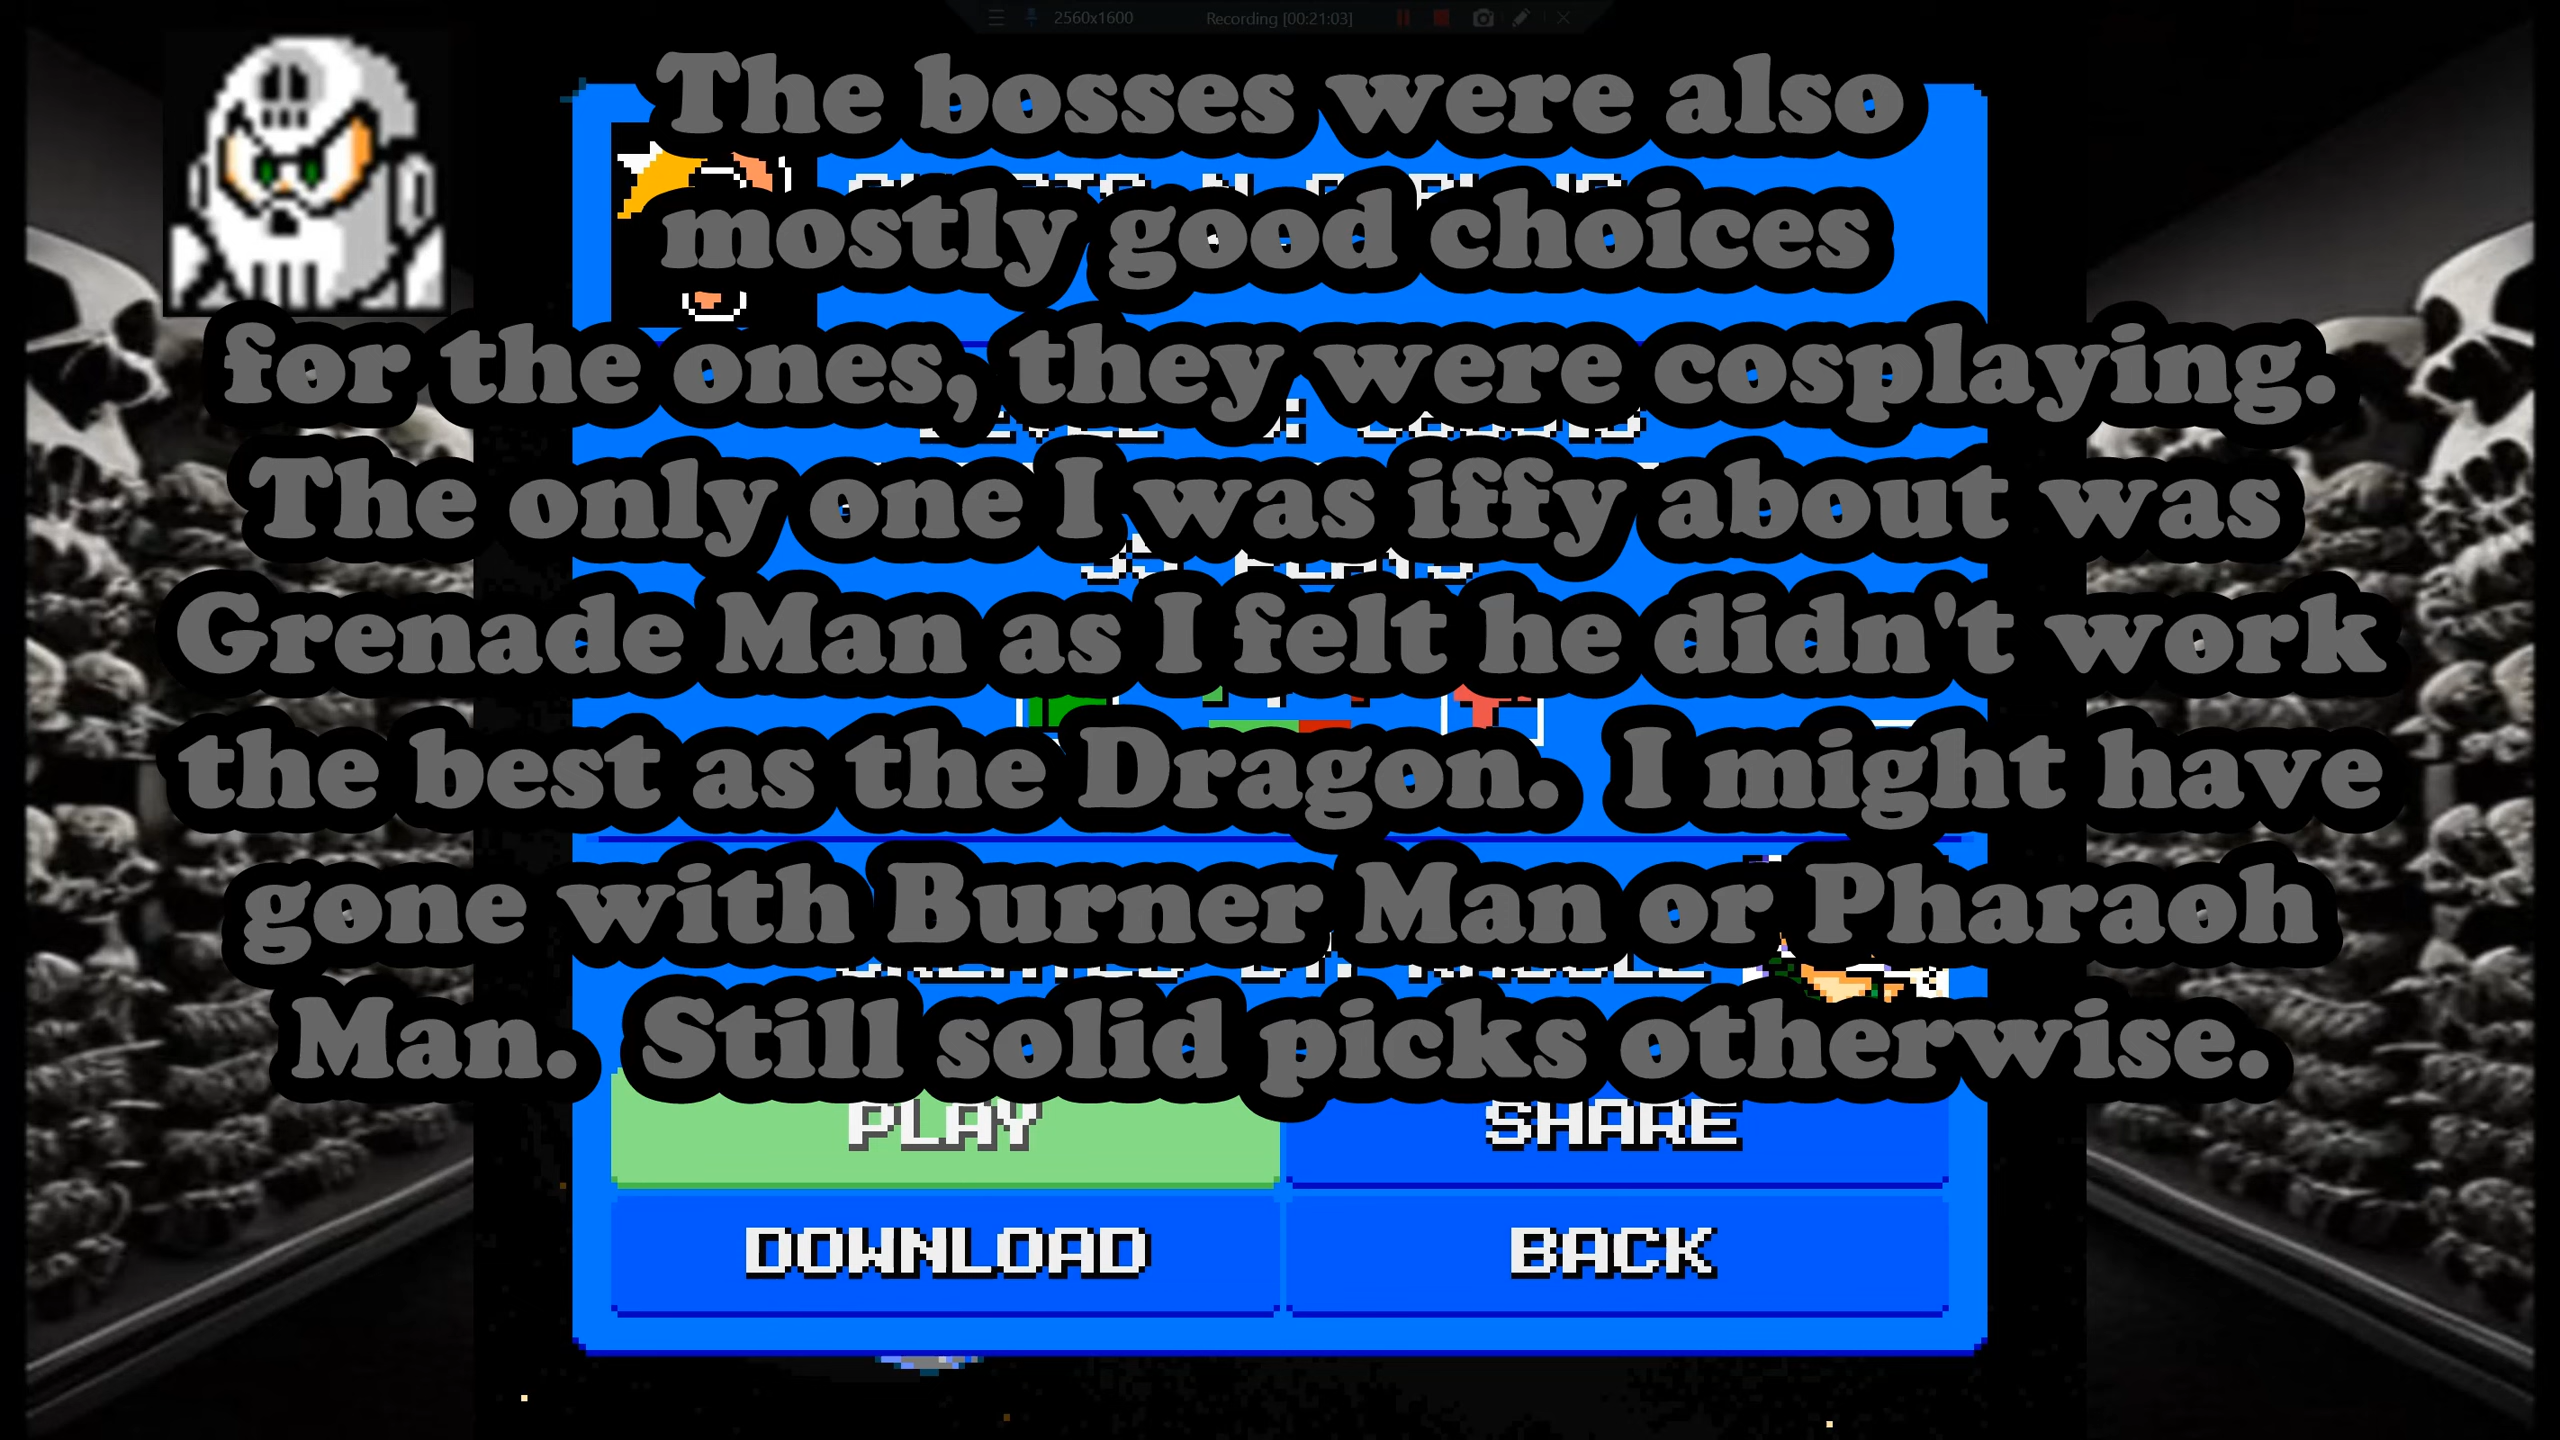 2560x1600 Recording [00:21:03]
The bosses were also
mostly good choices
for the ones, they were cosplaying.
The only one I was iffy about was
Grenade Man as I felt he didn't work
the best as the Dragon. I might have
gone with Burner Man or Pharaoh
Man. Still solid picks otherwise.
PLAY SHARE
DOWNLOAD BACK